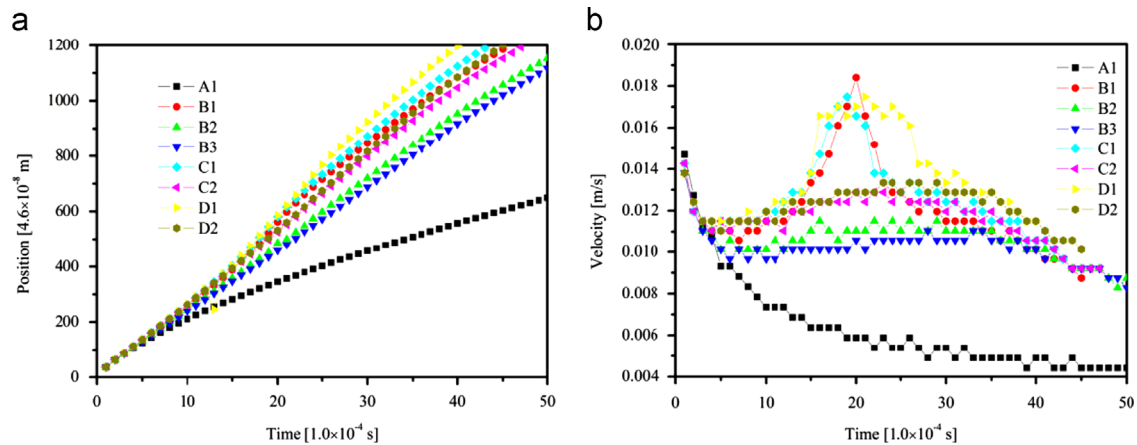 a
1200
1000
800
600
400
200
0
Position [4.6×10⁻⁸ m]
A1
B1
B2
B3
C1
C2
D1
D2
0 10 20 30 40 50
Time [1.0×10⁻⁴ s]
b
0.020
0.018
0.016
0.014
0.012
0.010
0.008
0.006
0.004
Velocity [m/s]
A1
B1
B2
B3
C1
C2
D1
D2
0 10 20 30 40 50
Time [1.0×10⁻⁴ s]